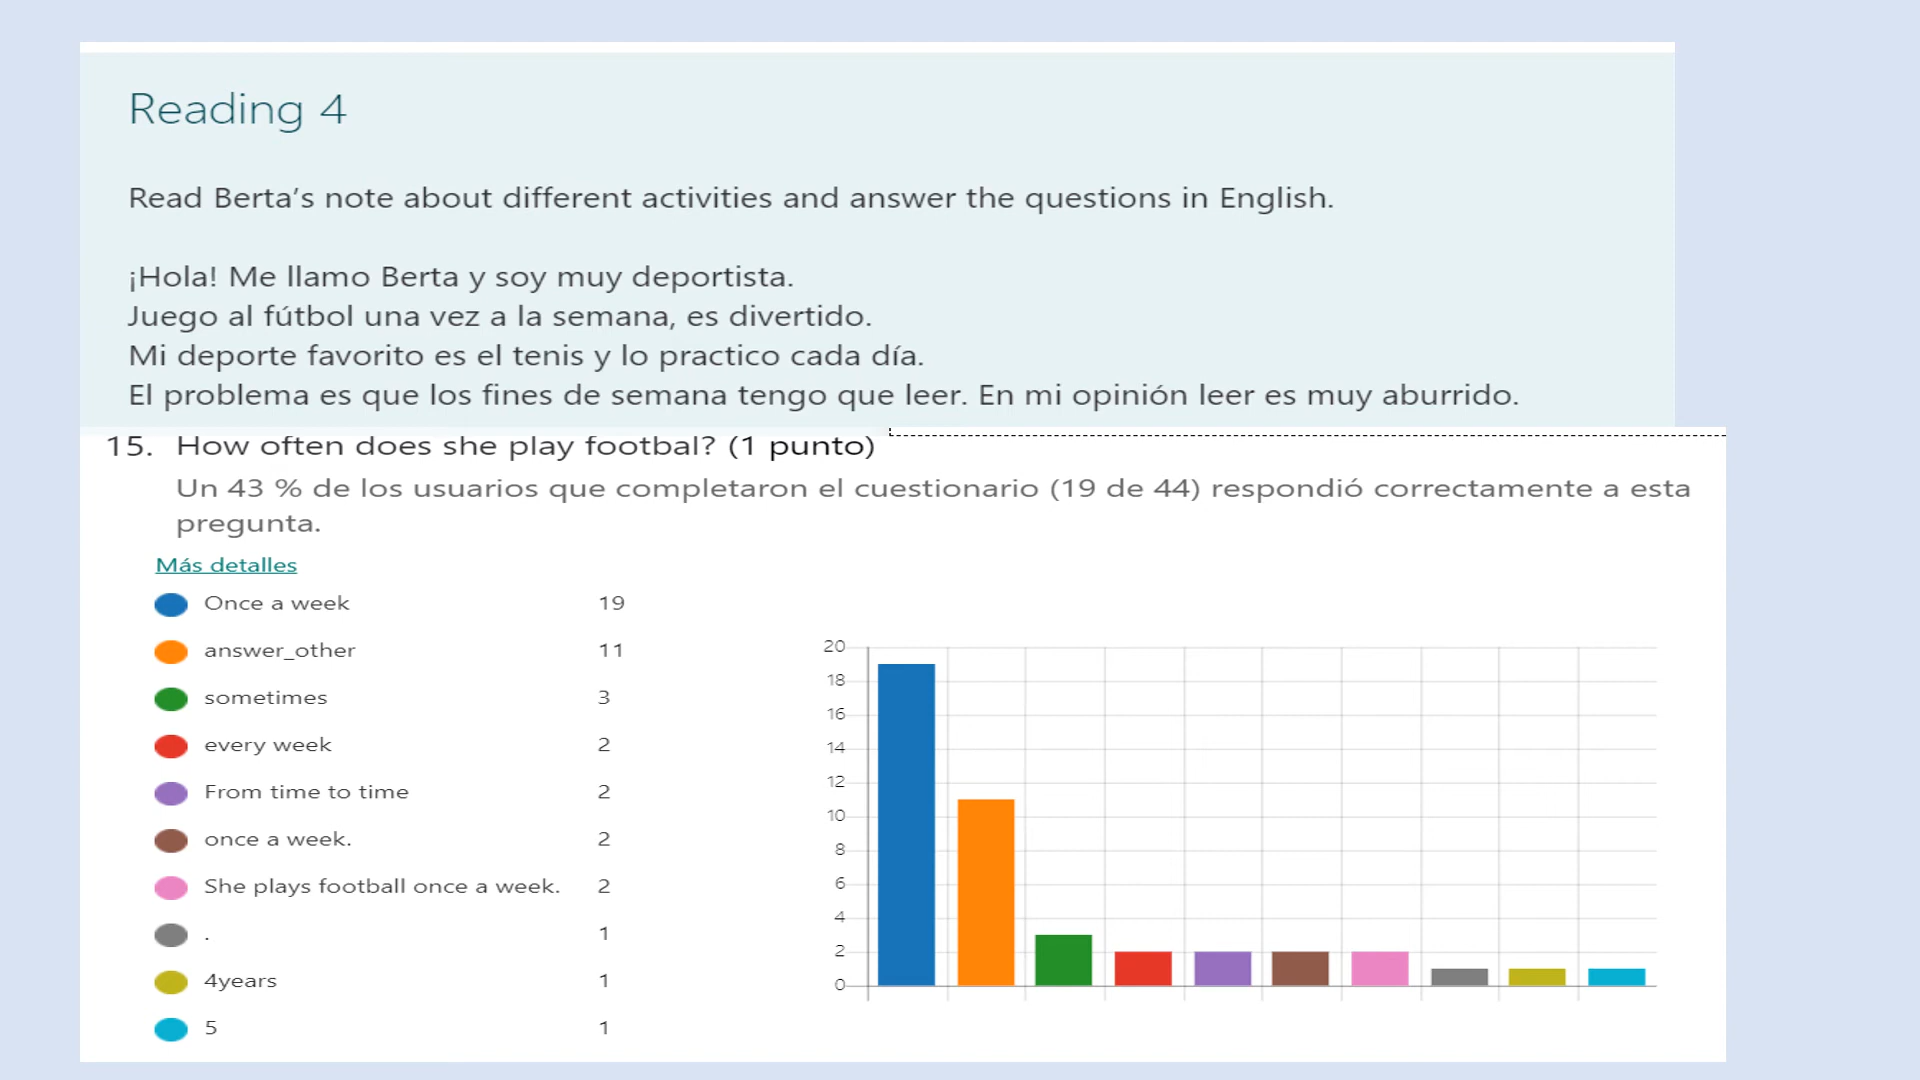 Reading 4
Read Berta's note about different activities and answer the questions in English.
¡Hola! Me llamo Berta y soy muy deportista.
Juego al fútbol una vez a la semana, es divertido.
Mi deporte favorito es el tenis y lo practico cada día.
El problema es que los fines de semana tengo que leer. En mi opinión leer es muy aburrido.
15. How often does she play footbal? (1 punto)
Un 43 % de los usuarios que completaron el cuestionario (19 de 44) respondió correctamente a esta
pregunta.
Más detalles
Once a week 19
answer_other 11
sometimes 3
every week 2
From time to time 2
once a week. 2
She plays football once a week. 2
. 1
4years 1
5 1
20
18
16
14
12
10
8
6
4
2
0